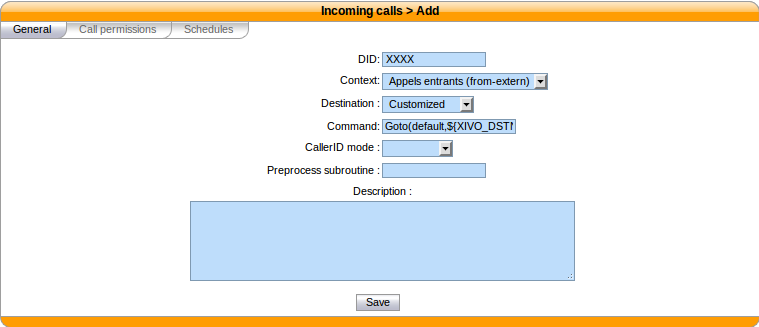 Incoming calls > Add
General Call permissions Schedules
DID: XXXX
Context: Appels entrants (from-extern)
Destination : Customized
Command: Goto(default,${XIVO_DSTN
CallerID mode :
Preprocess subroutine :
Description :
Save